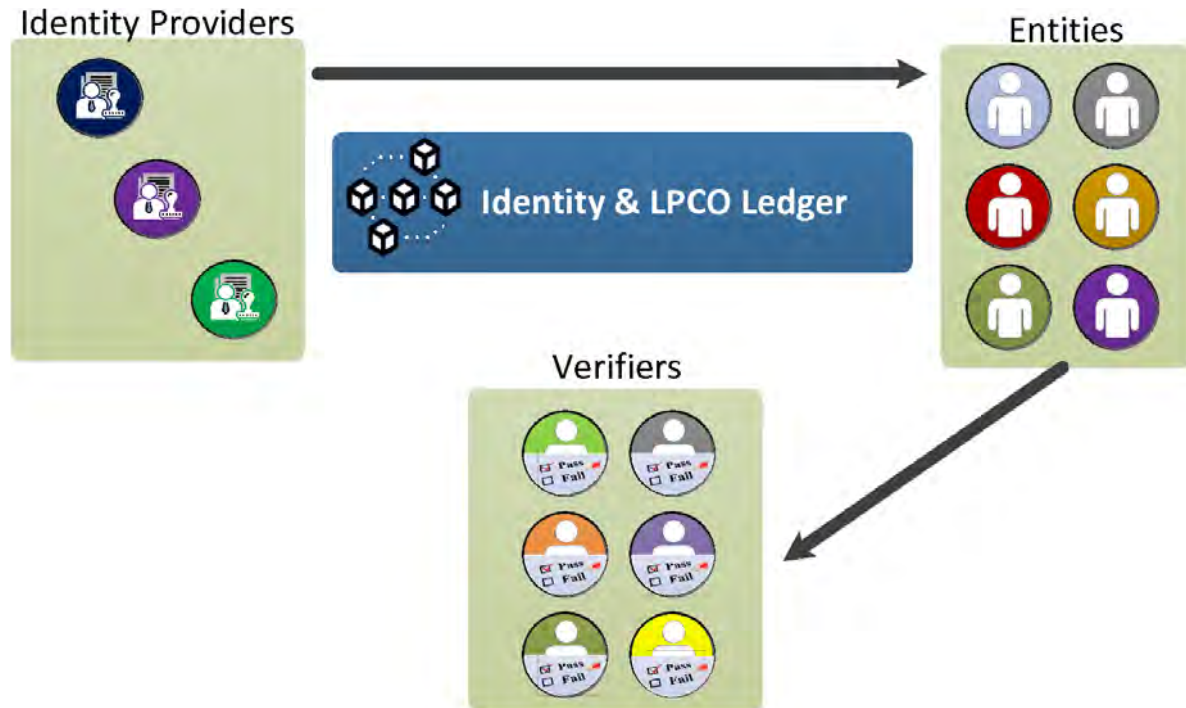 Identity Providers
Entities
Identity & LPCO Ledger
Verifiers
Pass
Fail
Pass
Fail
Pass
Fail
Pass
Fail
Pass
Fail
Pass
Fail